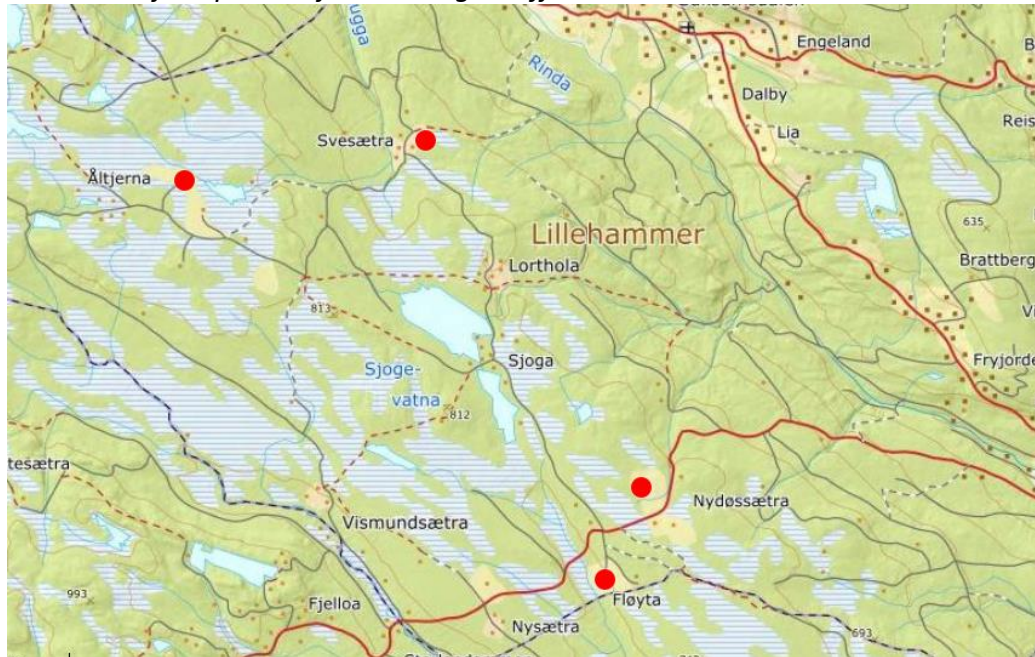 ugga
Engeland
Rinda
Dalby
Svesætra
Lia
Reis
Åltjerna
635
Lillehammer
Lorthola
Brattberg
813
Sjoga
Fryjorde
Sjoge-
vatna
812
tesætra
Nydøssætra
Vismundsætra
993
Fjelloa
Fløyta
Nysætra
693